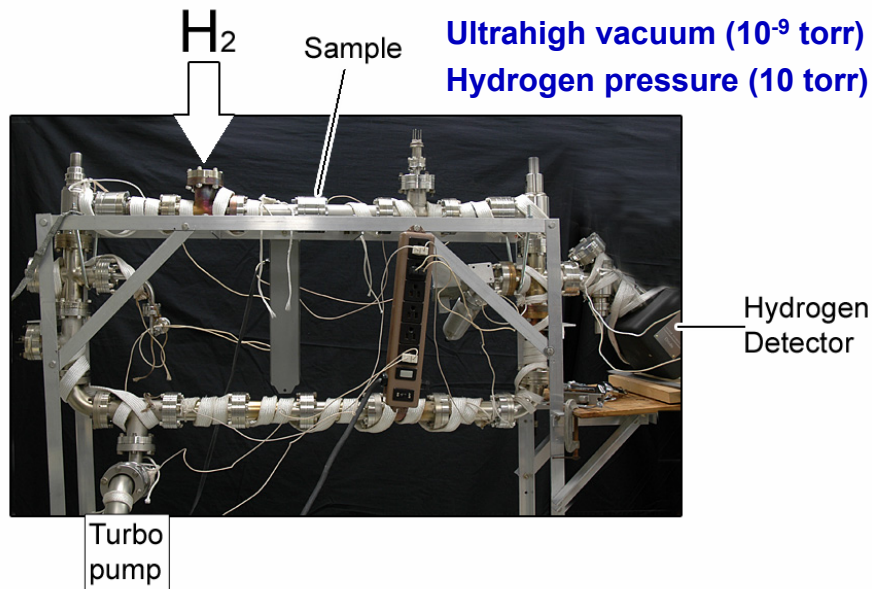 H₂
Sample
Ultrahigh vacuum (10⁻⁹ torr)
Hydrogen pressure (10 torr)
Hydrogen
Detector
Turbo
pump